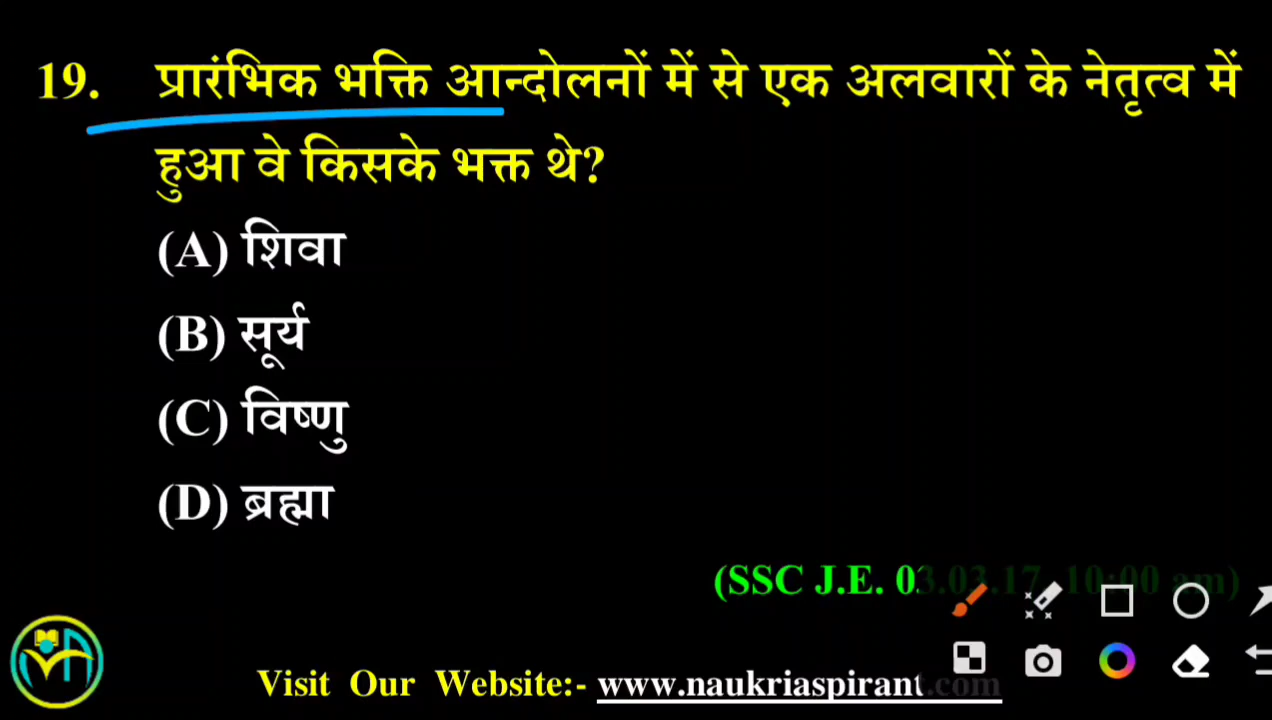 19. प्रारंभिक भक्ति आन्दोलनों में से एक अलवारों के नेतृत्व में
हुआ वे किसके भक्त थे?
(A) शिवा
(B) सूर्य
(C) विष्णु
(D) ब्रह्मा
(SSC J.E. 03.03.17, 10:00 am)
Visit Our Website:- www.naukriaspirant.com